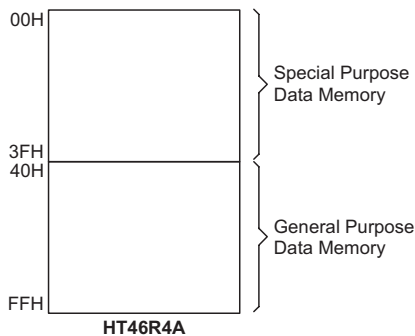 00H
Special Purpose
Data Memory
3FH
40H
General Purpose
Data Memory
FFH
HT46R4A